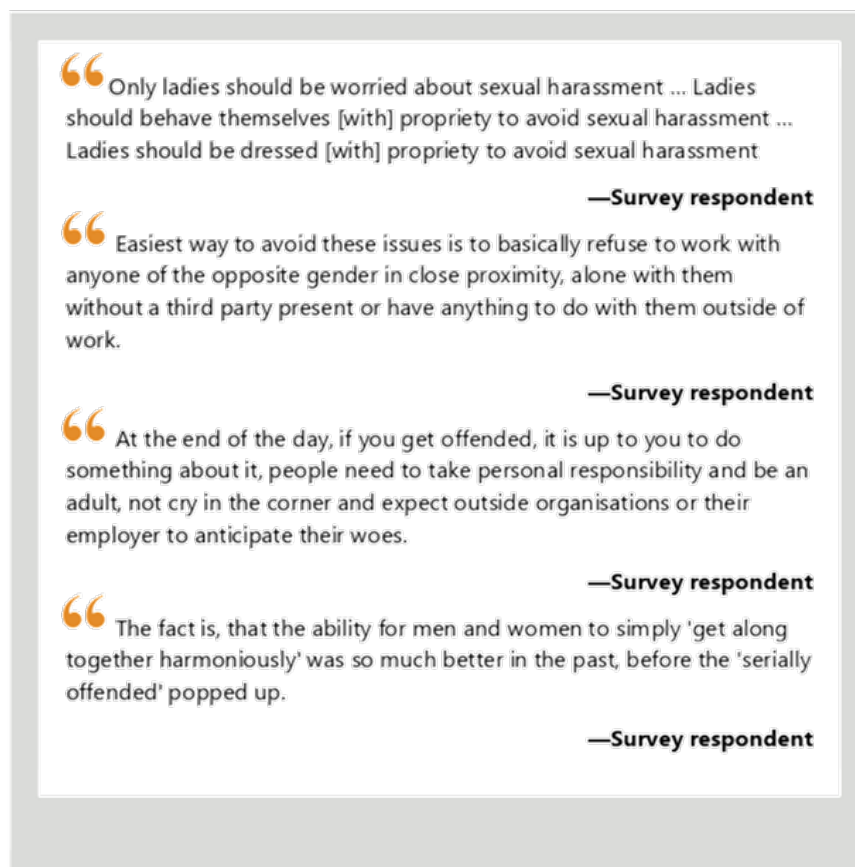 “Only ladies should be worried about sexual harassment ... Ladies
should behave themselves [with] propriety to avoid sexual harassment ...
Ladies should be dressed [with] propriety to avoid sexual harassment
—Survey respondent
“ Easiest way to avoid these issues is to basically refuse to work with
anyone of the opposite gender in close proximity, alone with them
without a third party present or have anything to do with them outside of
work.
—Survey respondent
“ At the end of the day, if you get offended, it is up to you to do
something about it, people need to take personal responsibility and be an
adult, not cry in the corner and expect outside organisations or their
employer to anticipate their woes.
—Survey respondent
“ The fact is, that the ability for men and women to simply 'get along
together harmoniously' was so much better in the past, before the 'serially
offended' popped up.
—Survey respondent